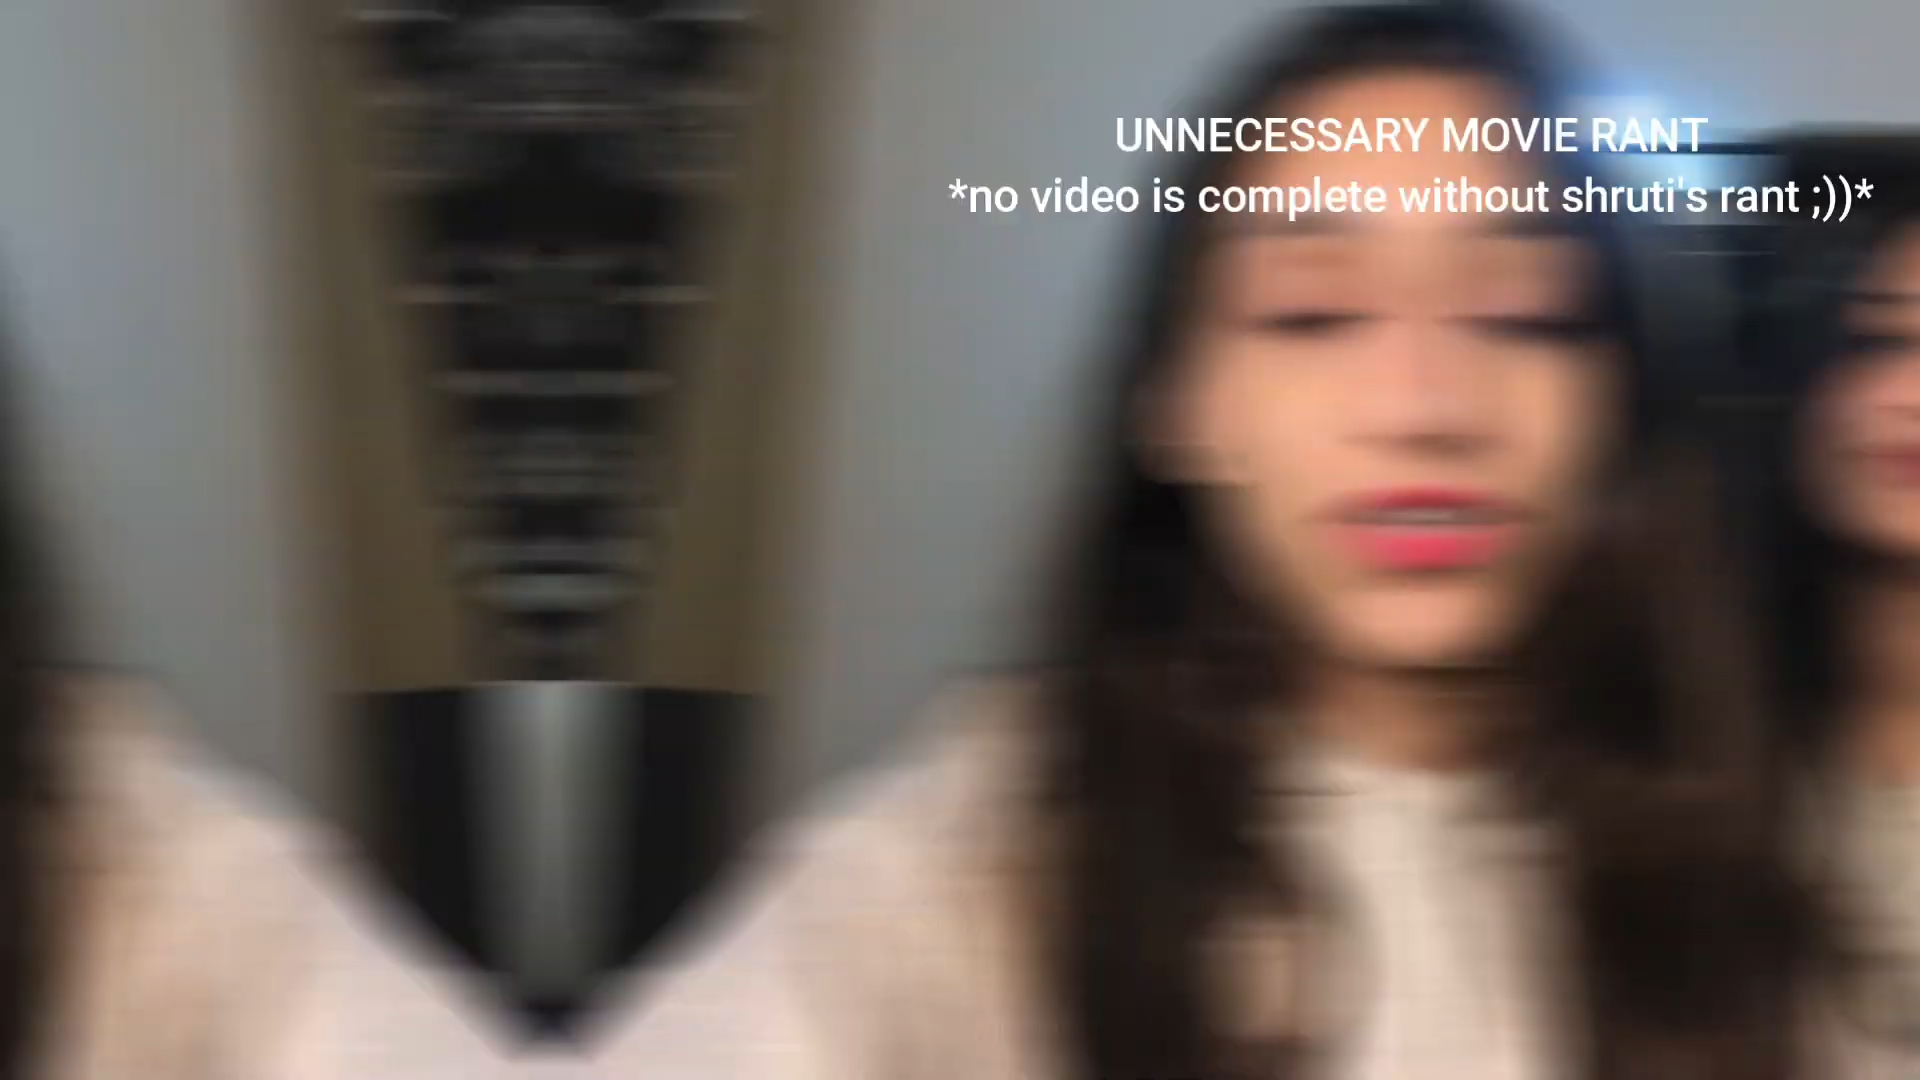 UNNECESSARY MOVIE RANT
*no video is complete without shruti's rant ;))*